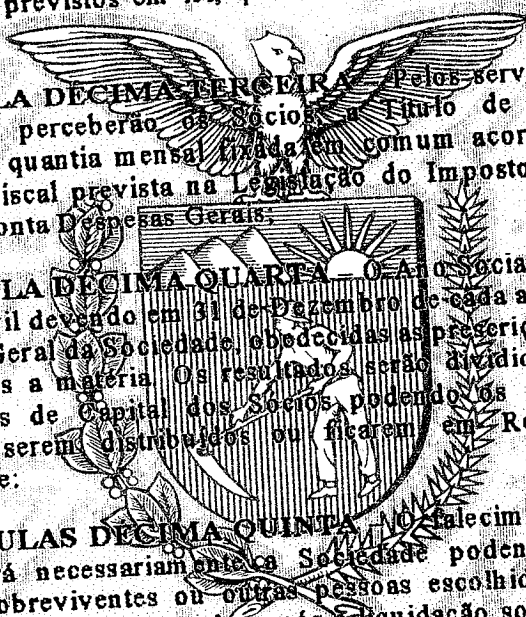 previstos em
LA DÉCIMA TERCEIRA - Pelos serv
perceberão os Sócios, a Título de
quantia mensal fixada em comum acor
iscal prevista na Legislação do Imposto
onta Despesas Gerais;
LA DÉCIMA QUARTA - O Ano Socia
il devendo em 31 de Dezembro de cada a
Geral da Sociedade, obedecidas as prescriç
s a matéria. Os resultados serão dividid
s de Capital dos Sócios, podendo os
serem distribuídos ou ficarem em Re
e:
ULAS DÉCIMA QUINTA - O falecim
á necessariamente a Sociedade poden
obreviventes ou outras pessoas escolhid
liquidação so